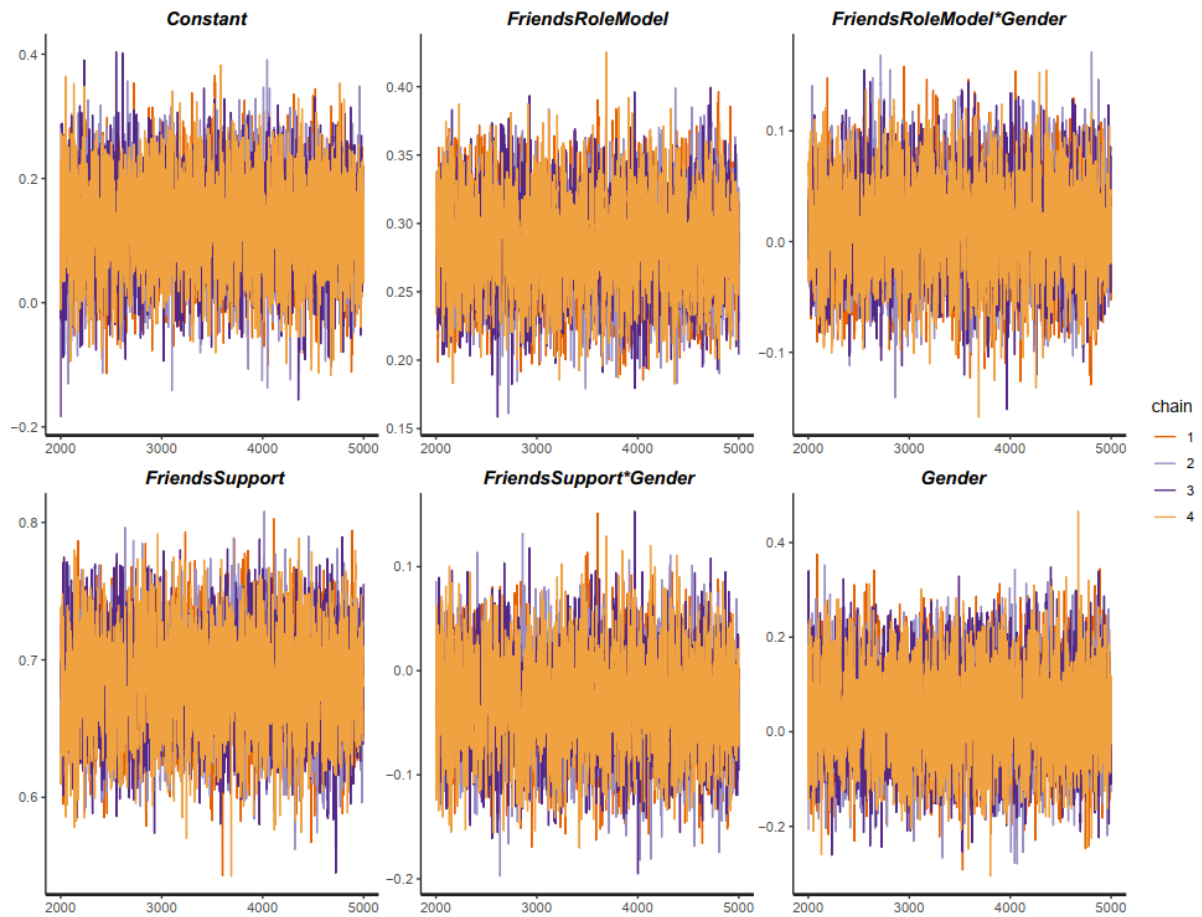 Constant
FriendsRoleModel
FriendsRoleModel*Gender
0.4
0.2
0.0
−0.2
2000 3000 4000 5000
0.40
0.35
0.30
0.25
0.20
0.15
2000 3000 4000 5000
0.1
0.0
−0.1
2000 3000 4000 5000
FriendsSupport
FriendsSupport*Gender
Gender
0.8
0.7
0.6
2000 3000 4000 5000
0.1
0.0
−0.1
−0.2
2000 3000 4000 5000
0.4
0.2
0.0
−0.2
2000 3000 4000 5000
chain
1
2
3
4